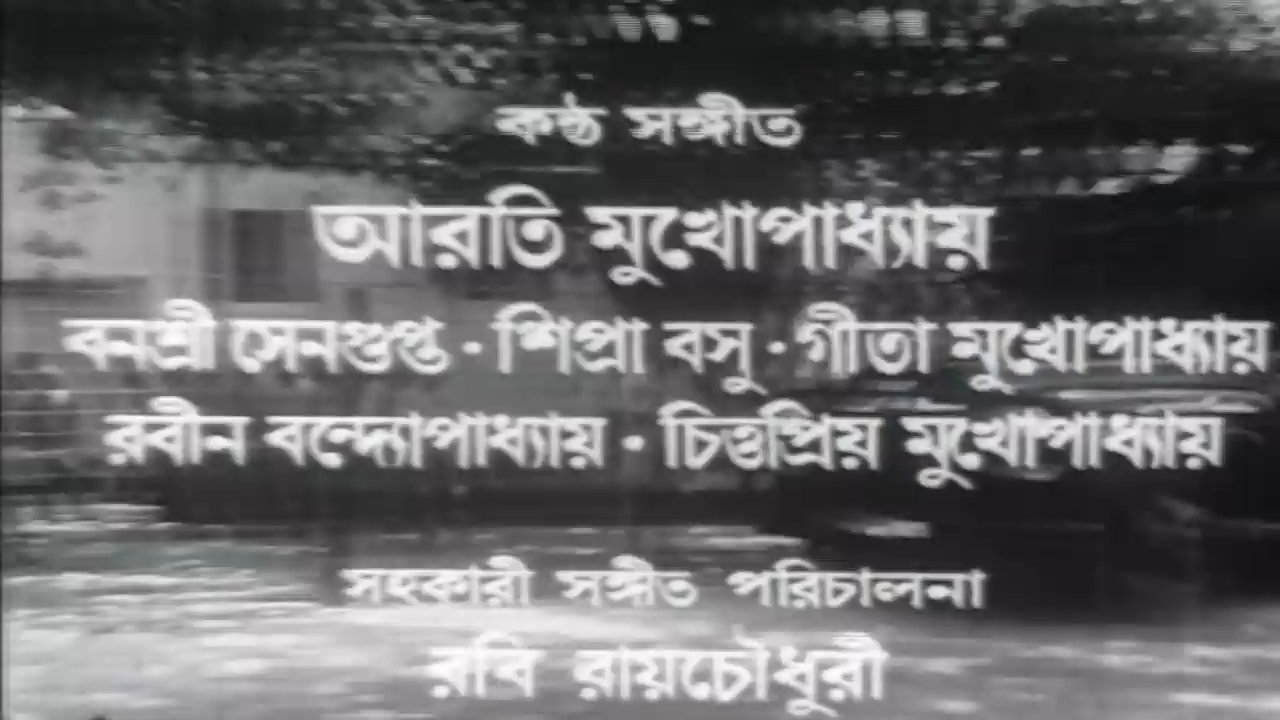 কণ্ঠ সঙ্গীত
আরতি মুখোপাধ্যায়
বনশ্রী সেনগুপ্ত · শিপ্রা বসু · গীতা মুখোপাধ্যায়
রবীন বন্দ্যোপাধ্যায় · চিত্তপ্রিয় মুখোপাধ্যায়
সহকারী সঙ্গীত পরিচালনা
রবি রায়চৌধুরী